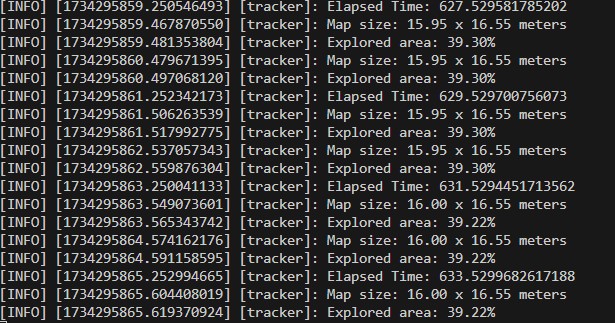 [INFO] [1734295859.250546493] [tracker]: Elapsed Time: 627.529581785202
[INFO] [1734295859.467870550] [tracker]: Map size: 15.95 x 16.55 meters
[INFO] [1734295859.481353804] [tracker]: Explored area: 39.30%
[INFO] [1734295860.479671395] [tracker]: Map size: 15.95 x 16.55 meters
[INFO] [1734295860.497068120] [tracker]: Explored area: 39.30%
[INFO] [1734295861.252342173] [tracker]: Elapsed Time: 629.529700756073
[INFO] [1734295861.506263539] [tracker]: Map size: 15.95 x 16.55 meters
[INFO] [1734295861.517992775] [tracker]: Explored area: 39.30%
[INFO] [1734295862.537057343] [tracker]: Map size: 15.95 x 16.55 meters
[INFO] [1734295862.559876304] [tracker]: Explored area: 39.30%
[INFO] [1734295863.250041133] [tracker]: Elapsed Time: 631.5294451713562
[INFO] [1734295863.549073601] [tracker]: Map size: 16.00 x 16.55 meters
[INFO] [1734295863.565343742] [tracker]: Explored area: 39.22%
[INFO] [1734295864.574162176] [tracker]: Map size: 16.00 x 16.55 meters
[INFO] [1734295864.591158595] [tracker]: Explored area: 39.22%
[INFO] [1734295865.252994665] [tracker]: Elapsed Time: 633.5299682617188
[INFO] [1734295865.604408019] [tracker]: Map size: 16.00 x 16.55 meters
[INFO] [1734295865.619370924] [tracker]: Explored area: 39.22%